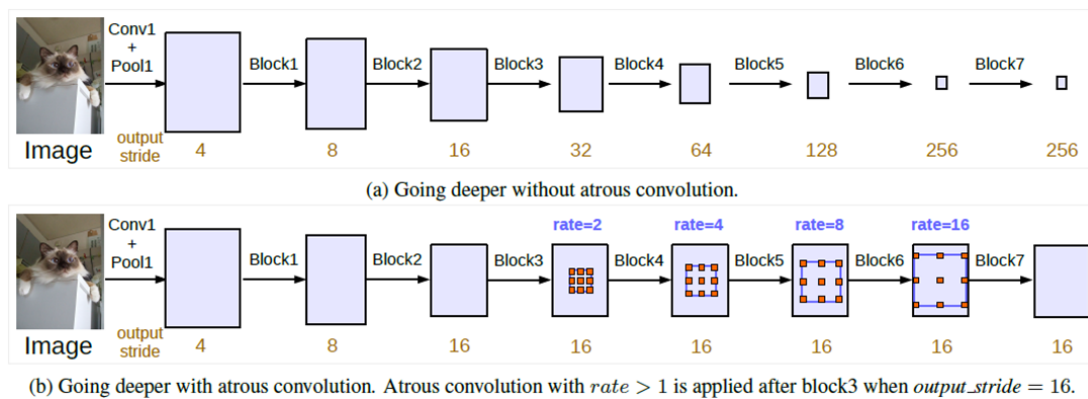 Conv1
+
Pool1
Block1 Block2 Block3 Block4 Block5 Block6 Block7
Image output stride 4 8 16 32 64 128 256 256
(a) Going deeper without atrous convolution.
rate=2 rate=4 rate=8 rate=16
Conv1
+
Pool1
Block1 Block2 Block3 Block4 Block5 Block6 Block7
Image output stride 4 8 16 16 16 16 16 16
(b) Going deeper with atrous convolution. Atrous convolution with rate > 1 is applied after block3 when output_stride = 16.